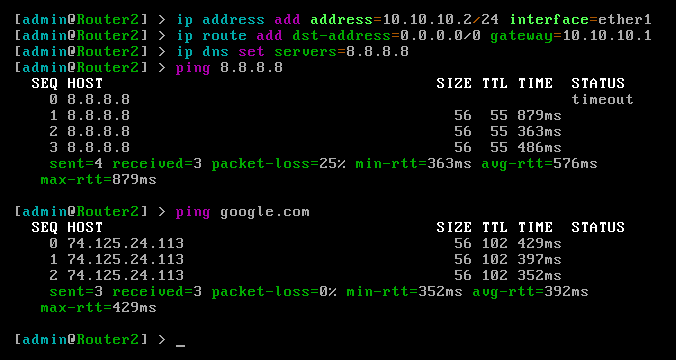 [admin@Router2] > ip address add address=10.10.10.2/24 interface=ether1
[admin@Router2] > ip route add dst-address=0.0.0.0/0 gateway=10.10.10.1
[admin@Router2] > ip dns set servers=8.8.8.8
[admin@Router2] > ping 8.8.8.8
  SEQ HOST                                     SIZE TTL TIME  STATUS
    0 8.8.8.8                                                 timeout
    1 8.8.8.8                                    56  55 879ms
    2 8.8.8.8                                    56  55 363ms
    3 8.8.8.8                                    56  55 486ms
    sent=4 received=3 packet-loss=25% min-rtt=363ms avg-rtt=576ms
   max-rtt=879ms

[admin@Router2] > ping google.com
  SEQ HOST                                     SIZE TTL TIME  STATUS
    0 74.125.24.113                              56 102 429ms
    1 74.125.24.113                              56 102 397ms
    2 74.125.24.113                              56 102 352ms
    sent=3 received=3 packet-loss=0% min-rtt=352ms avg-rtt=392ms
   max-rtt=429ms

[admin@Router2] > _